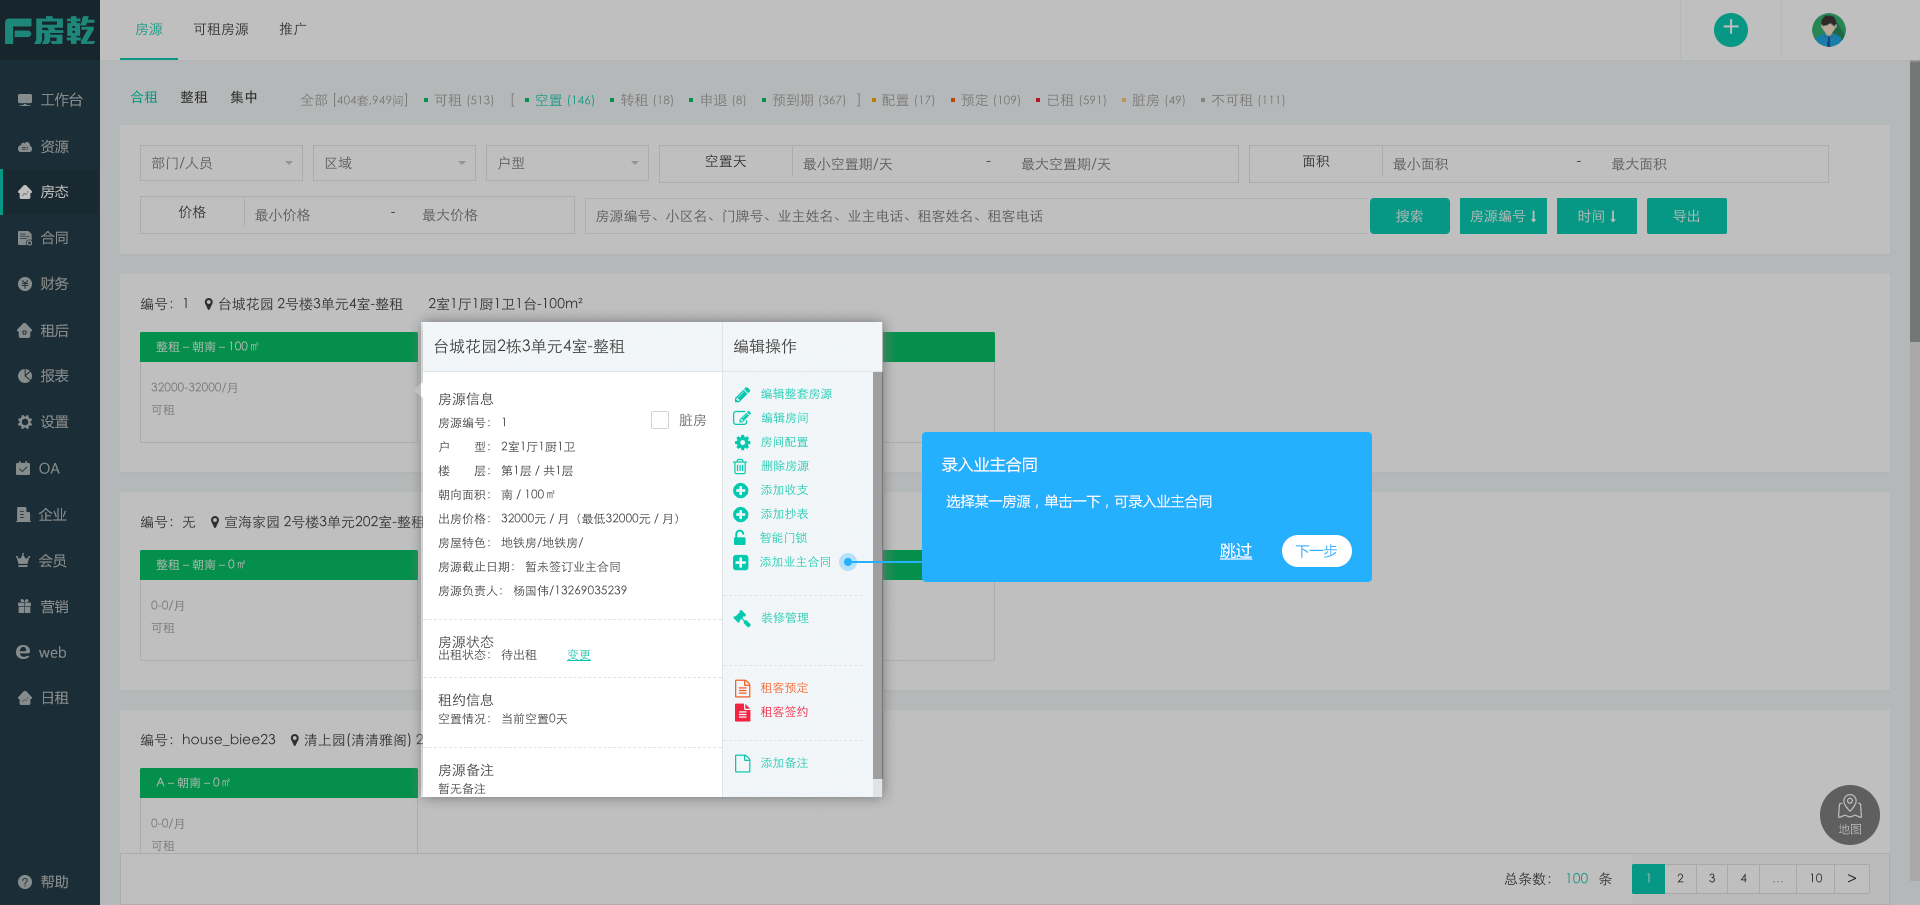 F房乾
房源 可租房源 推广
工作台
资源
房态
合同
财务
租后
报表
设置
OA
企业
会员
营销
web
日租
帮助
合租 整租 集中 全部 [404套,949间] 可租 (513) [ 空置 (146) 转租 (18) 申退 (8) 预到期 (367) ] 配置 (17) 预定 (109) 已租 (591) 脏房 (49) 不可租 (111)
部门/人员 区域 户型 空置天 最小空置期/天 - 最大空置期/天 面积 最小面积 - 最大面积
价格 最小价格 - 最大价格 房源编号、小区名、门牌号、业主姓名、业主电话、租客姓名、租客电话 搜索 房源编号 时间 导出
编号： 1 台城花园 2号楼3单元4室-整租 2室1厅1厨1卫1台-100m²
整租 – 朝南 – 100㎡
32000-32000/月
可租
编号： 无 宣海家园 2号楼3单元202室-整租
整租 – 朝南 – 0㎡
0-0/月
可租
编号： house_biee23 清上园(清清雅阁) 2
A – 朝南 – 0㎡
0-0/月
可租
台城花园2栋3单元4室-整租
房源信息
房源编号： 1 脏房
户 型： 2室1厅1厨1卫
楼 层： 第1层 / 共1层
朝向面积： 南 / 100㎡
出房价格： 32000元 / 月（最低32000元 / 月）
房屋特色： 地铁房/地铁房/
房源截止日期： 暂未签订业主合同
房源负责人： 杨国伟/13269035239
房源状态
出租状态： 待出租 变更
租约信息
空置情况： 当前空置0天
房源备注
暂无备注
编辑操作
编辑整套房源
编辑房间
房间配置
删除房源
添加收支
添加抄表
智能门锁
添加业主合同
装修管理
租客预定
租客签约
添加备注
录入业主合同
选择某一房源，单击一下，可录入业主合同
跳过 下一步
地图
总条数： 100 条 1 2 3 4 ... 10 >